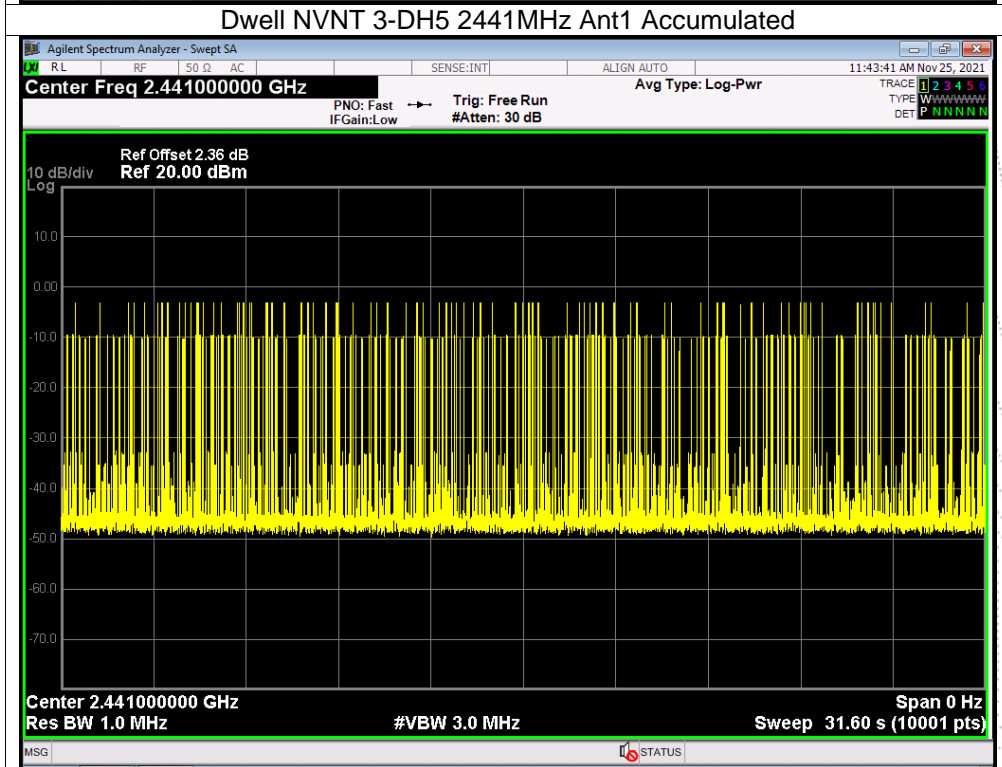 Dwell NVNT 3-DH5 2441MHz Ant1 Accumulated
Agilent Spectrum Analyzer - Swept SA
LXI RL RF 50 Ω AC SENSE:INT ALIGN AUTO 11:43:41 AM Nov 25, 2021
Center Freq 2.441000000 GHz Avg Type: Log-Pwr TRACE 1 2 3 4 5 6
PNO: Fast Trig: Free Run TYPE WWWWWW
IFGain:Low #Atten: 30 dB DET P N N N N N
Ref Offset 2.36 dB
10 dB/div Ref 20.00 dBm
Log
10.0
0.00
-10.0
-20.0
-30.0
-40.0
-50.0
-60.0
-70.0
Center 2.441000000 GHz Span 0 Hz
Res BW 1.0 MHz #VBW 3.0 MHz Sweep 31.60 s (10001 pts)
MSG STATUS